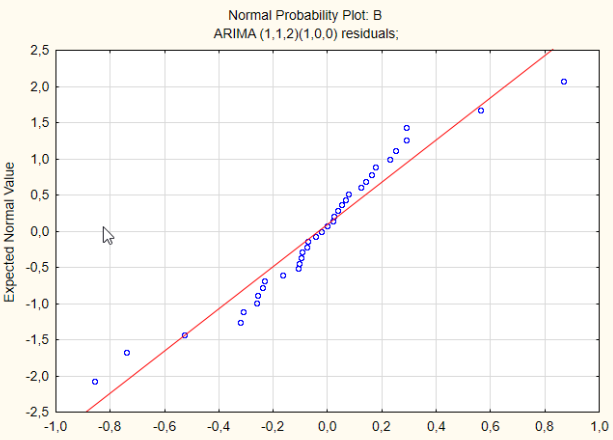 Normal Probability Plot: B
ARIMA (1,1,2)(1,0,0) residuals;
Expected Normal Value
2,5
2,0
1,5
1,0
0,5
0,0
-0,5
-1,0
-1,5
-2,0
-2,5
-1,0 -0,8 -0,6 -0,4 -0,2 0,0 0,2 0,4 0,6 0,8 1,0